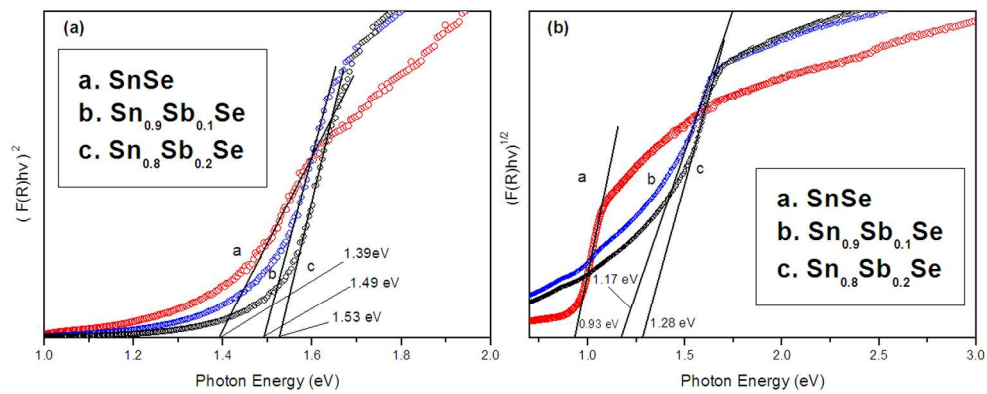 (a)
a. SnSe
b. Sn0.9Sb0.1Se
c. Sn0.8Sb0.2Se
( F(R)hν )2
a
b
c
1.39eV
1.49 eV
1.53 eV
1.0
1.2
1.4
1.6
1.8
2.0
Photon Energy (eV)
(b)
(F(R)hν)1/2
a
b
c
a. SnSe
b. Sn0.9Sb0.1Se
c. Sn0.8Sb0.2Se
1.17 eV
0.93 eV
1.28 eV
1.0
1.5
2.0
2.5
3.0
Photon Energy (eV)